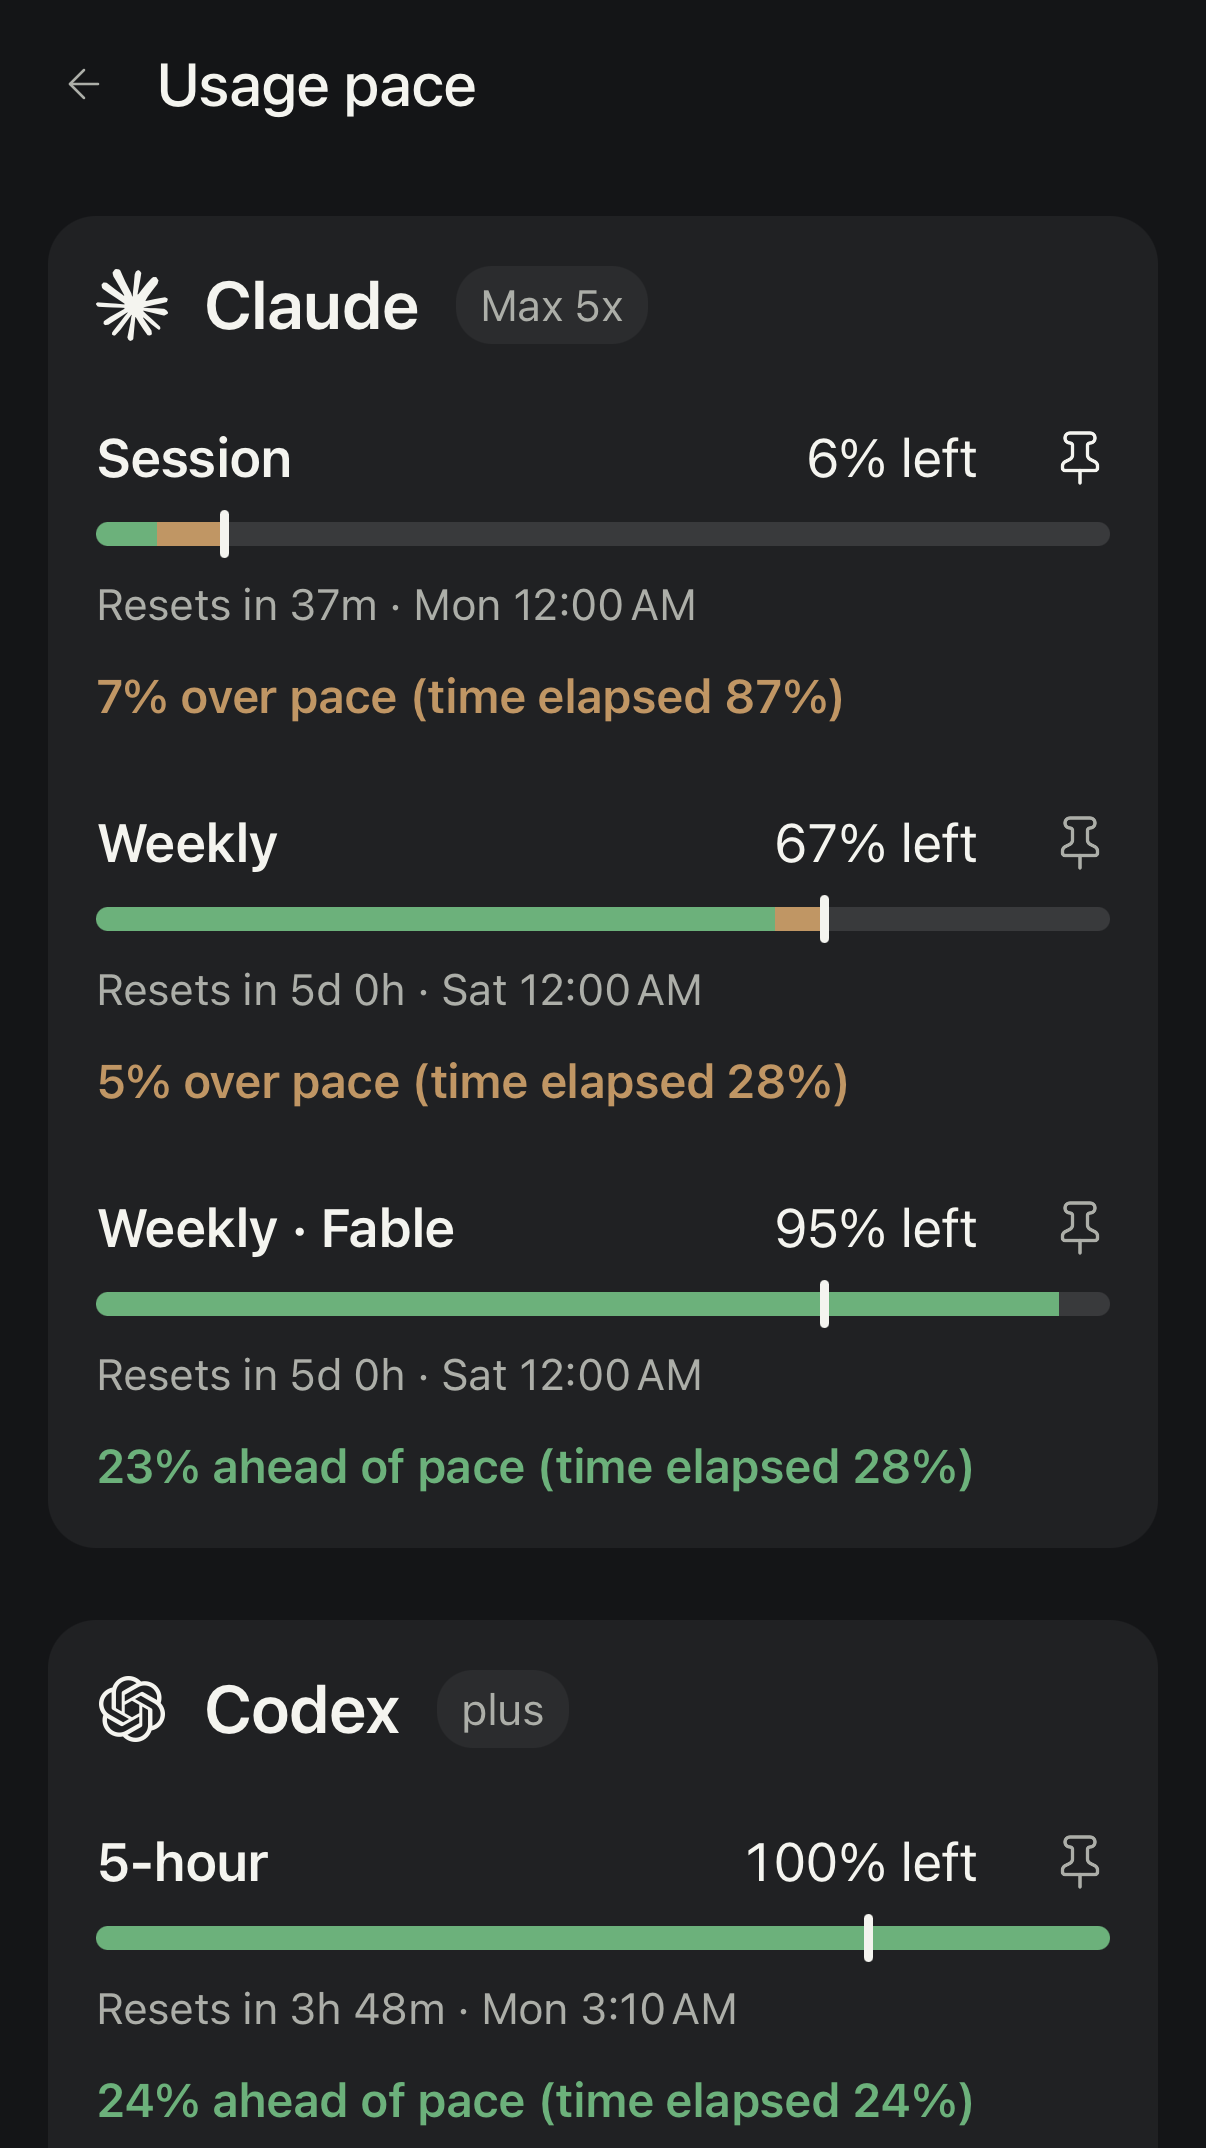 Usage pace
Claude Max 5x
Session 6% left
Resets in 37m · Mon 12:00 AM
7% over pace (time elapsed 87%)
Weekly 67% left
Resets in 5d 0h · Sat 12:00 AM
5% over pace (time elapsed 28%)
Weekly · Fable 95% left
Resets in 5d 0h · Sat 12:00 AM
23% ahead of pace (time elapsed 28%)
Codex plus
5-hour 100% left
Resets in 3h 48m · Mon 3:10 AM
24% ahead of pace (time elapsed 24%)